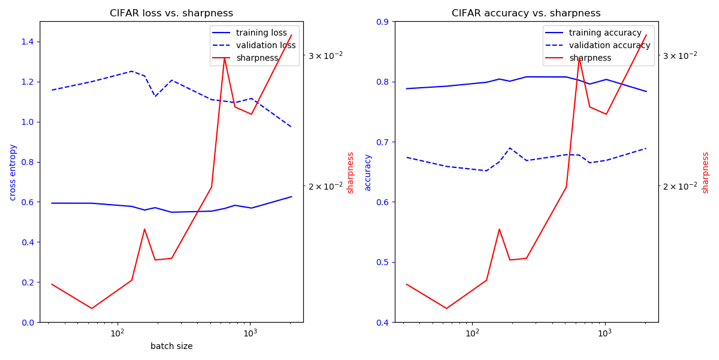 CIFAR loss vs. sharpness
training loss
validation loss
sharpness
cross entropy
1.4
1.2
1.0
0.8
0.6
0.4
0.2
0.0
3 × 10⁻²
2 × 10⁻²
sharpness
10²
10³
batch size
CIFAR accuracy vs. sharpness
training accuracy
validation accuracy
sharpness
accuracy
0.9
0.8
0.7
0.6
0.5
0.4
3 × 10⁻²
2 × 10⁻²
sharpness
10²
10³